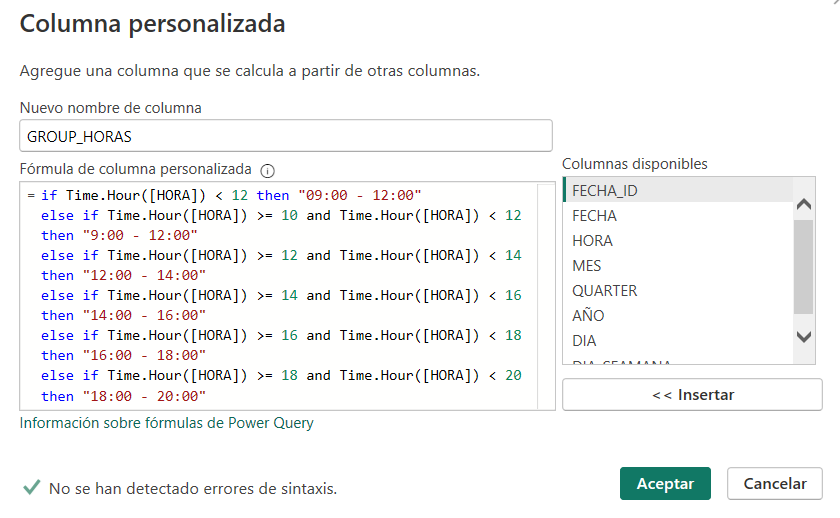 Columna personalizada
Agregue una columna que se calcula a partir de otras columnas.
Nuevo nombre de columna
GROUP_HORAS
Fórmula de columna personalizada
= if Time.Hour([HORA]) < 12 then "09:00 - 12:00"
else if Time.Hour([HORA]) >= 10 and Time.Hour([HORA]) < 12
then "9:00 - 12:00"
else if Time.Hour([HORA]) >= 12 and Time.Hour([HORA]) < 14
then "12:00 - 14:00"
else if Time.Hour([HORA]) >= 14 and Time.Hour([HORA]) < 16
then "14:00 - 16:00"
else if Time.Hour([HORA]) >= 16 and Time.Hour([HORA]) < 18
then "16:00 - 18:00"
else if Time.Hour([HORA]) >= 18 and Time.Hour([HORA]) < 20
then "18:00 - 20:00"
Columnas disponibles
FECHA_ID
FECHA
HORA
MES
QUARTER
AÑO
DIA
DIA_SEAMANA
<< Insertar
Información sobre fórmulas de Power Query
No se han detectado errores de sintaxis.
Aceptar
Cancelar